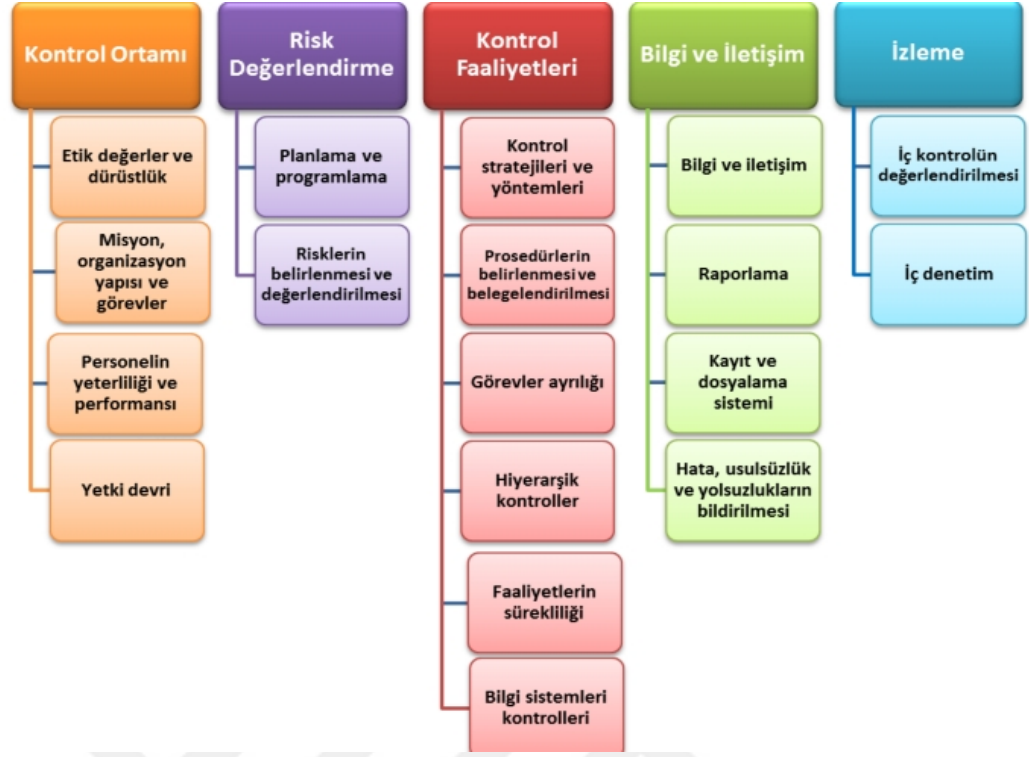 Kontrol Ortamı
Etik değerler ve
dürüstlük
Misyon,
organizasyon
yapısı ve
görevler
Personelin
yeterliliği ve
performansı
Yetki devri
Risk
Değerlendirme
Planlama ve
programlama
Risklerin
belirlenmesi ve
değerlendirilmesi
Kontrol
Faaliyetleri
Kontrol
stratejileri ve
yöntemleri
Prosedürlerin
belirlenmesi ve
belegelendirilmesi
Görevler ayrılığı
Hiyerarşik
kontroller
Faaliyetlerin
sürekliliği
Bilgi sistemleri
kontrolleri
Bilgi ve İletişim
Bilgi ve iletişim
Raporlama
Kayıt ve
dosyalama
sistemi
Hata, usulsüzlük
ve yolsuzlukların
bildirilmesi
İzleme
İç kontrolün
değerlendirilmesi
İç denetim